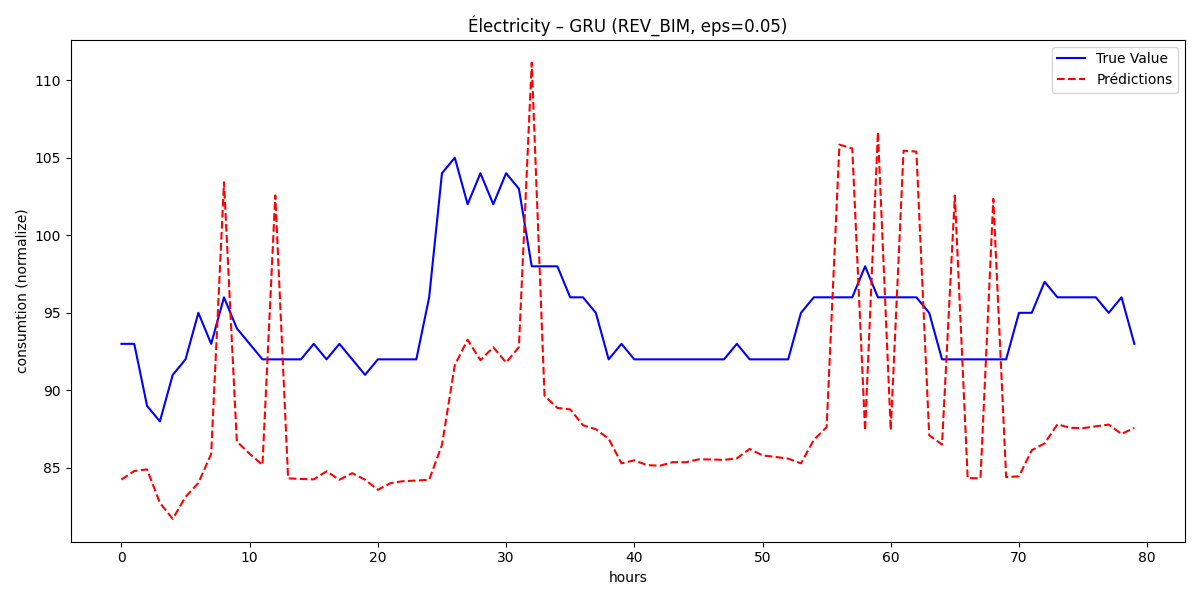 Électricity – GRU (REV_BIM, eps=0.05)
True Value
Prédictions
110
105
100
95
90
85
consumtion (normalize)
0 10 20 30 40 50 60 70 80
hours